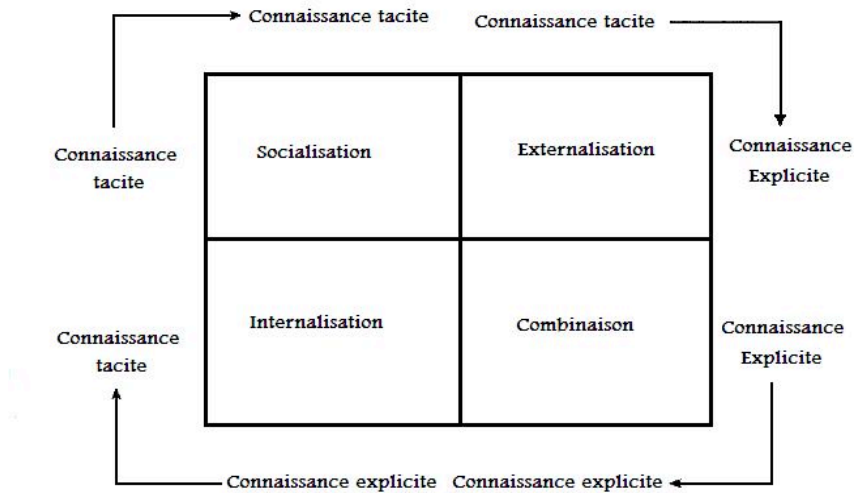 Connaissance tacite
Connaissance tacite
Connaissance
tacite
Socialisation
Externalisation
Connaissance
Explicite
Connaissance
tacite
Internalisation
Combinaison
Connaissance
Explicite
Connaissance explicite
Connaissance explicite